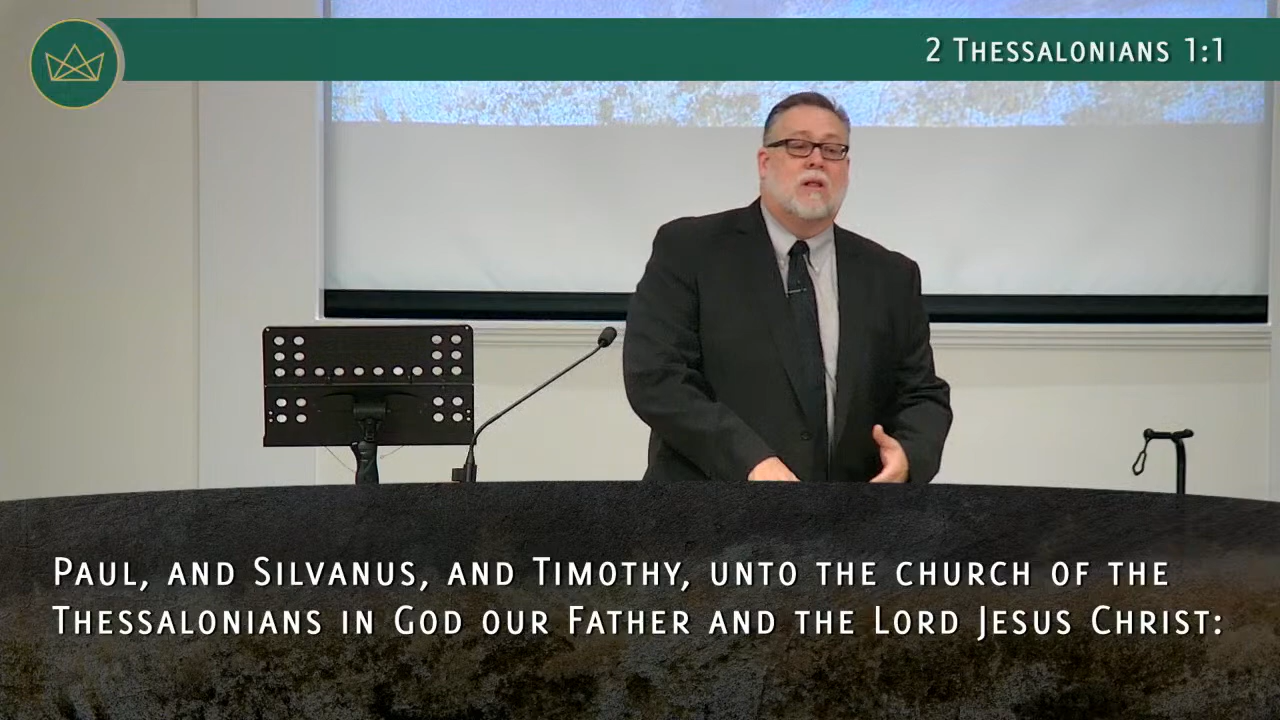 2 Thessalonians 1:1
Paul, and Silvanus, and Timothy, unto the church of the
Thessalonians in God our Father and the Lord Jesus Christ: